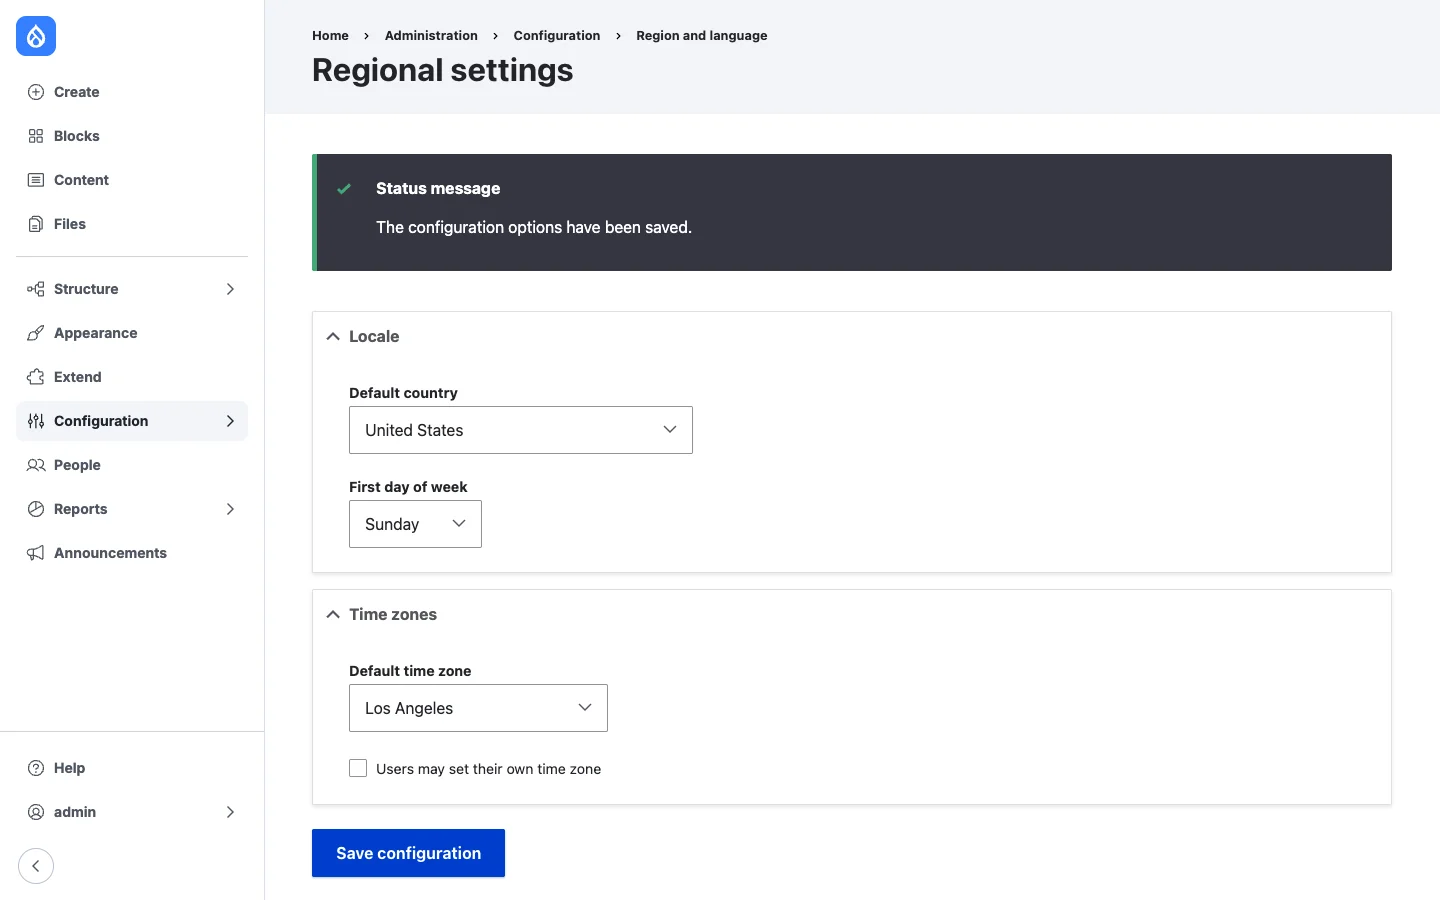 Home
Administration
Configuration
Region and language
Regional settings
Create
Blocks
Content
Files
Structure
Appearance
Extend
Configuration
People
Reports
Announcements
Help
admin
Status message
The configuration options have been saved.
Locale
Default country
United States
First day of week
Sunday
Time zones
Default time zone
Los Angeles
Users may set their own time zone
Save configuration